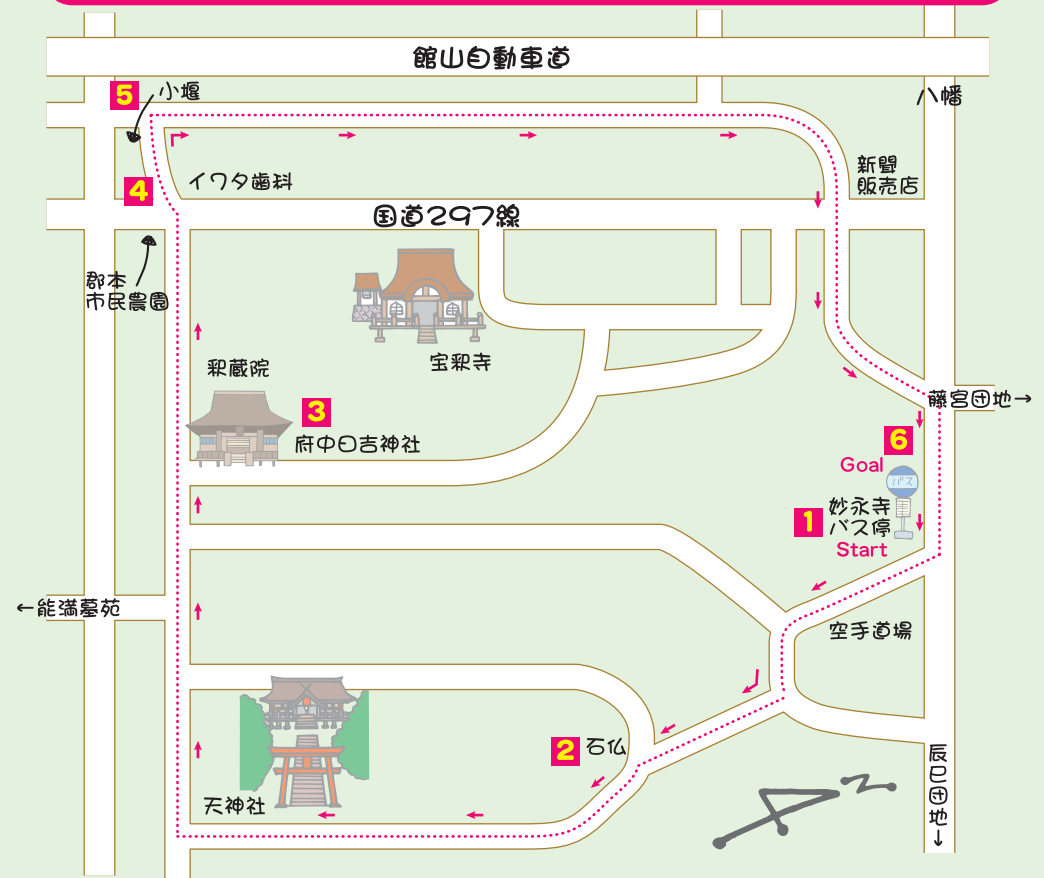 館山自動車道
5
小堰
八幡
4
イワタ歯科
新聞
販売店
国道297線
郡本
市民農園
宝釈寺
釈蔵院
3
府中日吉神社
藤宮団地→
6
Goal
バス
1
妙永寺
バス停
Start
←能満墓苑
空手道場
2
石仏
天神社
辰巳団地→
N